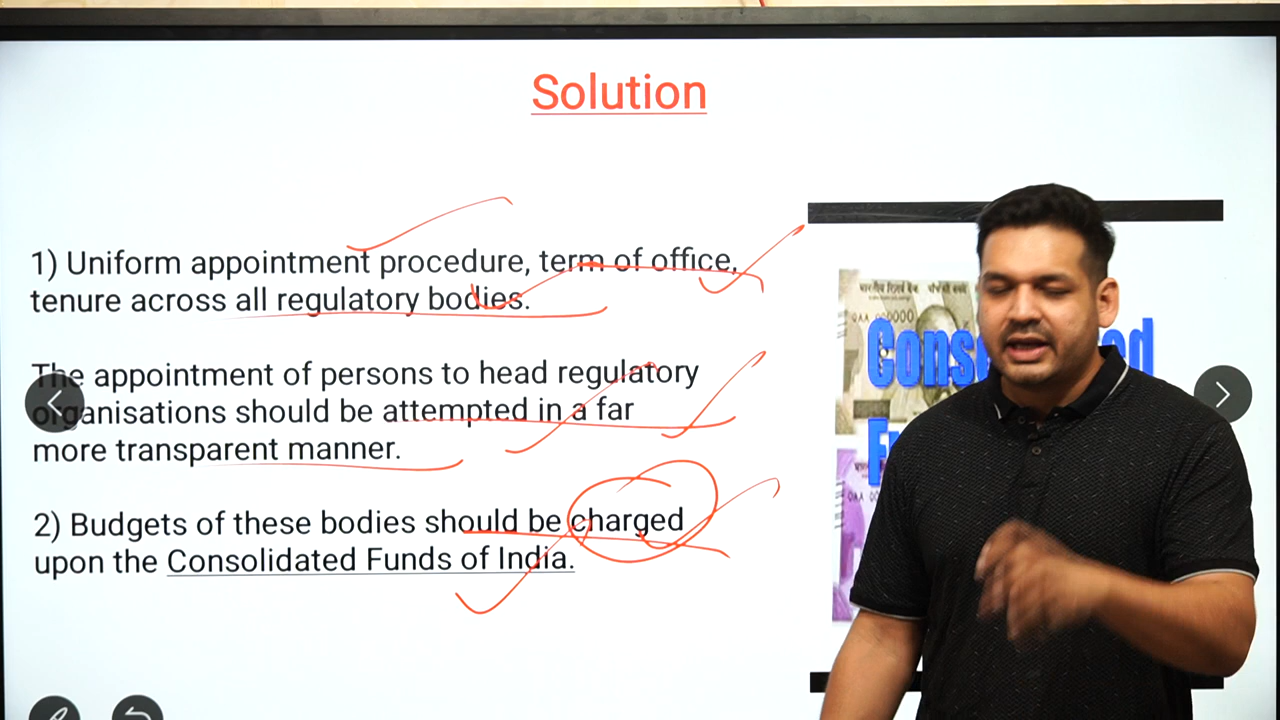 Solution
1) Uniform appointment procedure, term of office,
tenure across all regulatory bodies.
The appointment of persons to head regulatory
organisations should be attempted in a far
more transparent manner.
2) Budgets of these bodies should be charged
upon the Consolidated Funds of India.